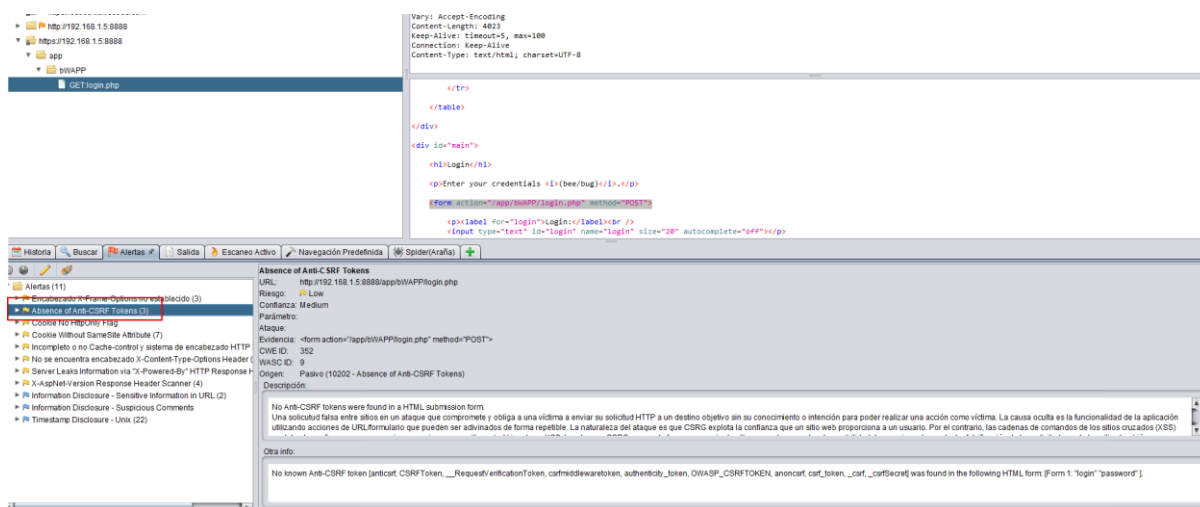 http://192.168.1.5:8888
https://192.168.1.5:8888
app
bWAPP
GET:login.php
Vary: Accept-Encoding
Content-Length: 4023
Keep-Alive: timeout=5, max=100
Connection: Keep-Alive
Content-Type: text/html; charset=UTF-8
</tr>
</table>
</div>
<div id="main">
<h1>Login</h1>
<p>Enter your credentials <i>(bee/bug)</i>.</p>
<form action="/app/bWAPP/login.php" method="POST">
<p><label for="login">Login:</label><br />
<input type="text" id="login" name="login" size="20" autocomplete="off"></p>
Historia Buscar Alertas Salida Escaneo Activo Navegación Predefinida Spider(Araña)
Alertas (11)
Encabezado X-Frame-Options no establecido (3)
Absence of Anti-CSRF Tokens (3)
Cookie No HttpOnly Flag
Cookie Without SameSite Attribute (7)
Incompleto o no Cache-control y sistema de encabezado HTTP
No se encuentra encabezado X-Content-Type-Options Header (
Server Leaks Information via "X-Powered-By" HTTP Response H
X-AspNet-Version Response Header Scanner (4)
Information Disclosure - Sensitive Information in URL (2)
Information Disclosure - Suspicious Comments
Timestamp Disclosure - Unix (22)
Absence of Anti-CSRF Tokens
URL: http://192.168.1.5:8888/app/bWAPP/login.php
Riesgo: Low
Confianza: Medium
Parámetro:
Ataque:
Evidencia: <form action="/app/bWAPP/login.php" method="POST">
CWE ID: 352
WASC ID: 9
Origen: Pasivo (10202 - Absence of Anti-CSRF Tokens)
Descripción:
No Anti-CSRF tokens were found in a HTML submission form.
Una solicitud falsa entre sitios en un ataque que compromete y obliga a una víctima a enviar su solicitud HTTP a un destino objetivo sin su conocimiento o intención para poder realizar una acción como víctima. La causa oculta es la funcionalidad de la aplicación
utilizando acciones de URL/formulario que pueden ser adivinados de forma repetible. La naturaleza del ataque es que CSRG explota la confianza que un sitio web proporciona a un usuario. Por el contrario, las cadenas de comandos de los sitios cruzados (XSS)
Otra info:
No known Anti-CSRF token [anticsrf, CSRFToken, __RequestVerificationToken, csrfmiddlewaretoken, authenticity_token, OWASP_CSRFTOKEN, anoncsrf, csrf_token, _csrf, _csrfSecret] was found in the following HTML form: [Form 1: "login" "password" ].